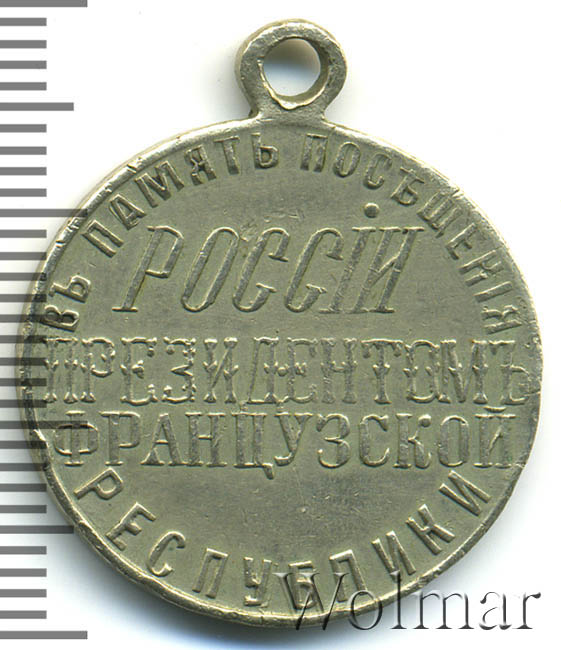 ВЪ ПАМЯТЬ ПОСѢЩЕНІЯ
РОССІИ
ПРЕЗИДЕНТОМЪ
ФРАНЦУЗСКОЙ
РЕСПУБЛИКИ
Wolmar